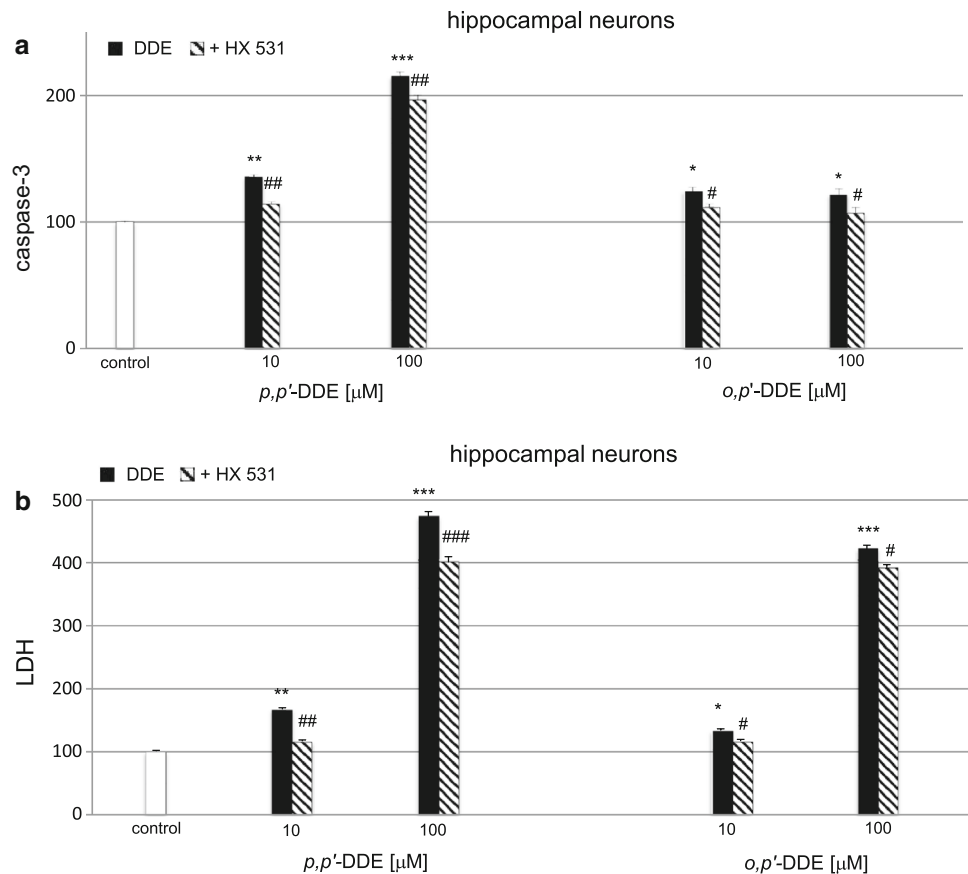 hippocampal neurons
a
DDE + HX 531
***
##
200
**
##
*
#
*
#
caspase-3
100
0
control 10 100 10 100
p,p'-DDE [μM] o,p'-DDE [μM]
hippocampal neurons
DDE + HX 531
b
500
***
###
***
#
400
300
LDH
200
**
##
*
#
100
0
control 10 100 10 100
p,p'-DDE [μM] o,p'-DDE [μM]